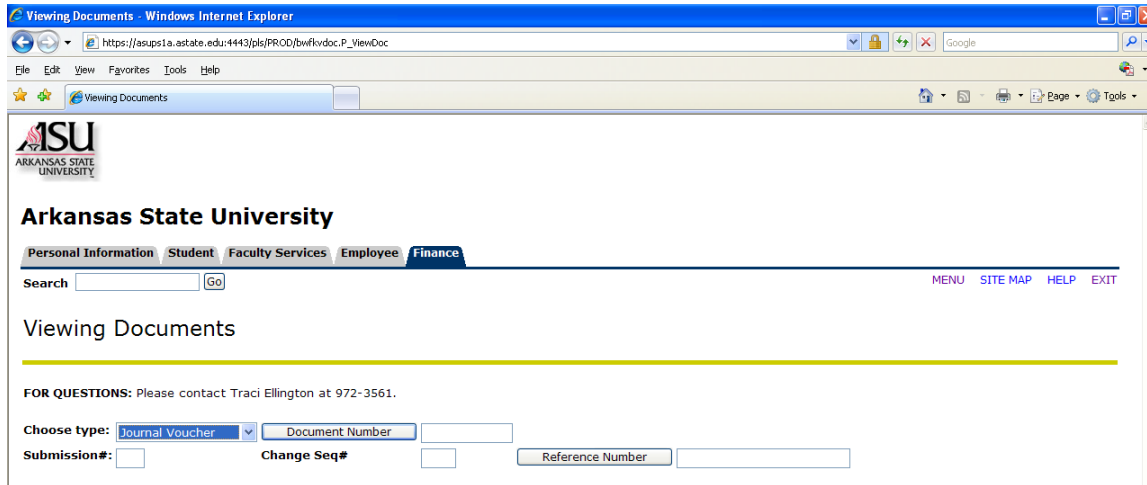 Viewing Documents - Windows Internet Explorer
https://asups1a.astate.edu:4443/pls/PROD/bwfkvdoc.P_ViewDoc
Google
File Edit View Favorites Tools Help
Viewing Documents
Page Tools
ASU
ARKANSAS STATE
UNIVERSITY
Arkansas State University
Personal Information Student Faculty Services Employee Finance
Search Go MENU SITE MAP HELP EXIT
Viewing Documents
FOR QUESTIONS: Please contact Traci Ellington at 972-3561.
Choose type: Journal Voucher Document Number
Submission#: Change Seq# Reference Number